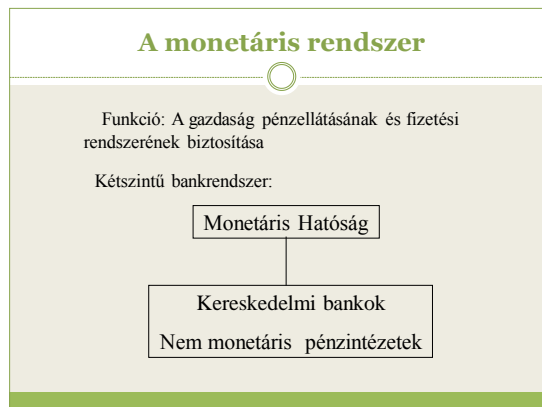 A monetáris rendszer
Funkció: A gazdaság pénzellátásának és fizetési
rendszerének biztosítása
Kétszintű bankrendszer:
Monetáris Hatóság
Kereskedelmi bankok
Nem monetáris pénzintézetek